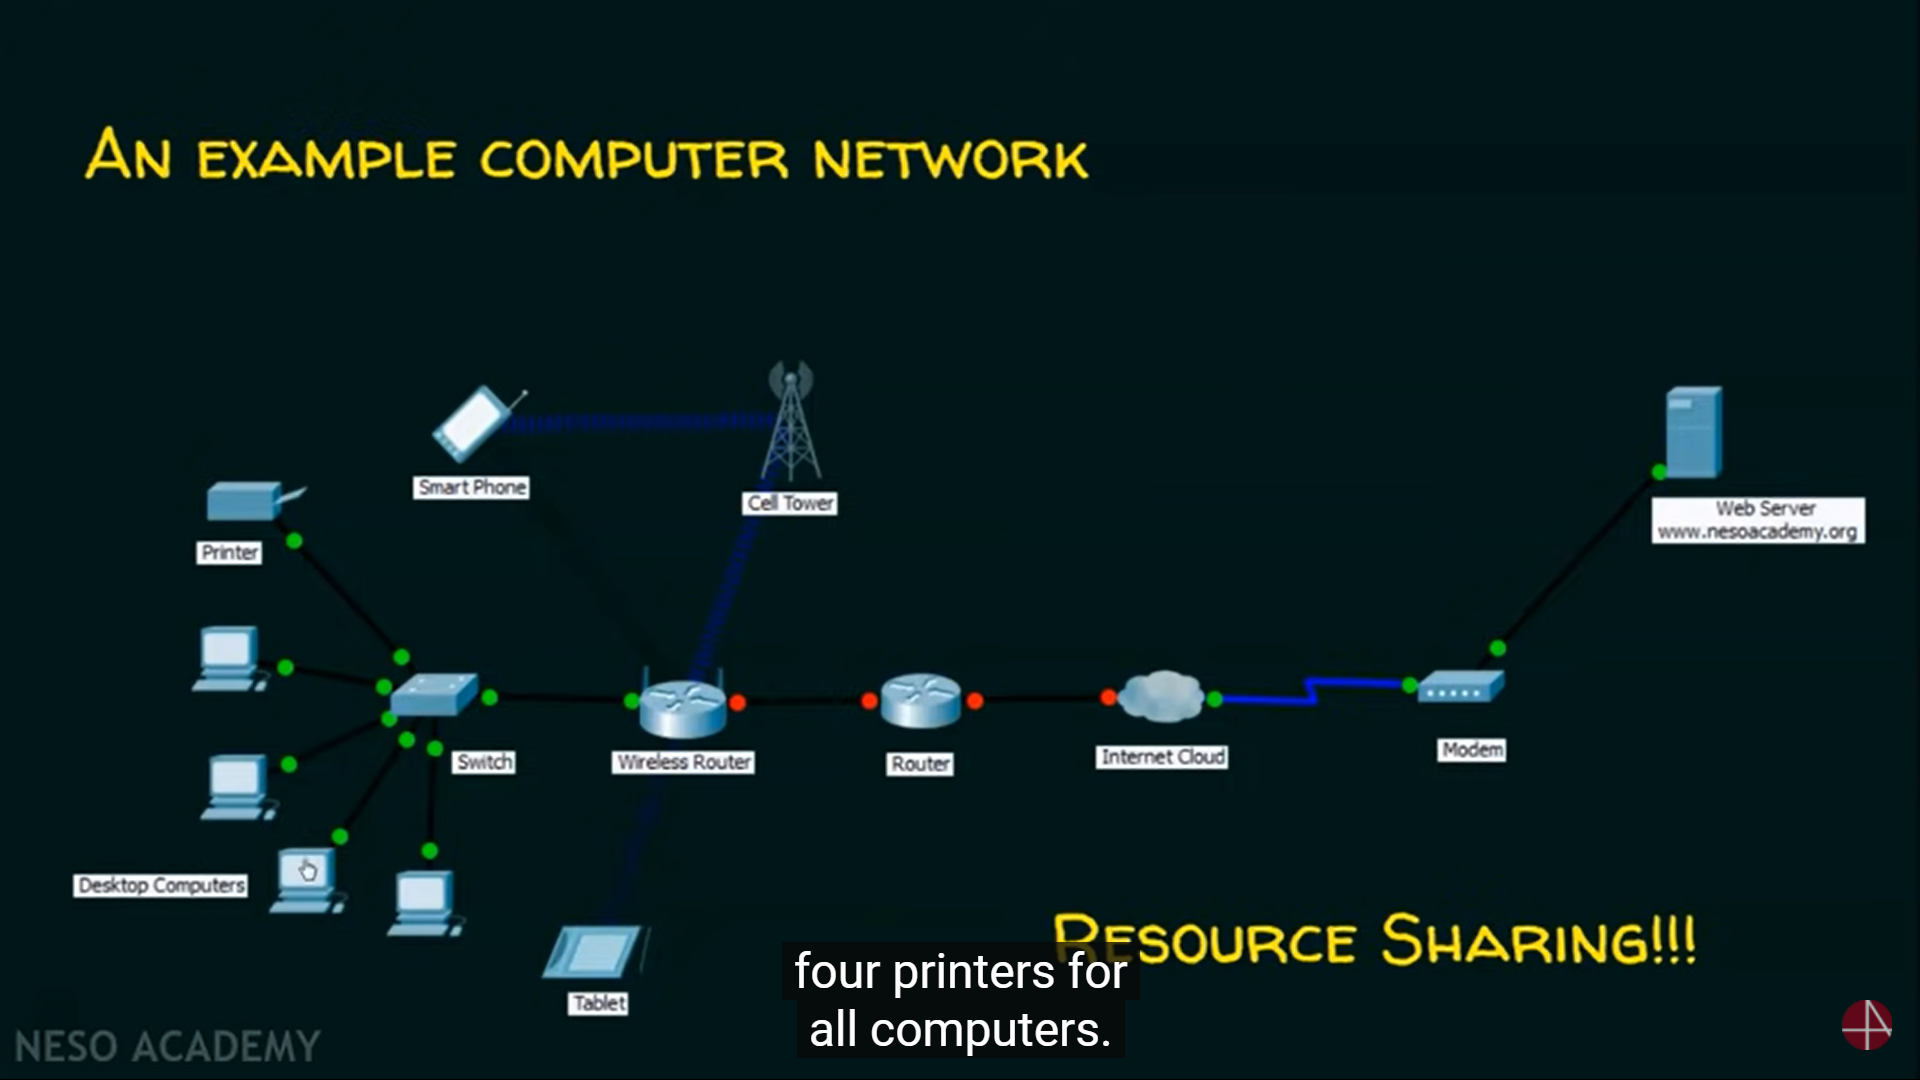 AN EXAMPLE COMPUTER NETWORK
Smart Phone
Cell Tower
Web Server
www.nesoacademy.org
Printer
Switch
Wireless Router
Router
Internet Cloud
Modem
Desktop Computers
Tablet
RESOURCE SHARING!!!
four printers for
all computers.
NESO ACADEMY